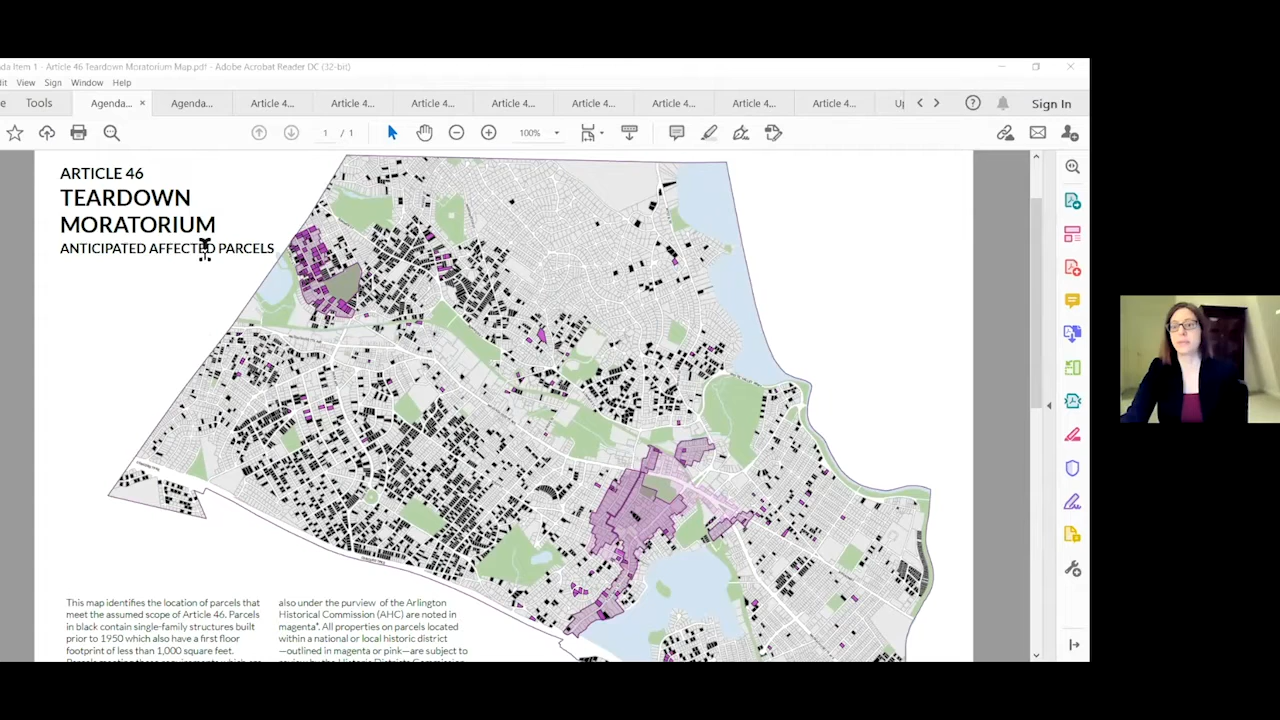 da Item 1 - Article 46 Teardown Moratorium Map.pdf - Adobe Acrobat Reader DC (32-bit)
dit View Sign Window Help
e Tools Agenda... × Agenda... Article 4... Article 4... Article 4... Article 4... Article 4... Article 4... Article 4... Article 4... Up Sign In
1 / 1 100%
ARTICLE 46
TEARDOWN
MORATORIUM
ANTICIPATED AFFECTED PARCELS
This map identifies the location of parcels that
meet the assumed scope of Article 46. Parcels
in black contain single-family structures built
prior to 1950 which also have a first floor
footprint of less than 1,000 square feet.
also under the purview of the Arlington
Historical Commission (AHC) are noted in
magenta*. All properties on parcels located
within a national or local historic district
—outlined in magenta or pink—are subject to